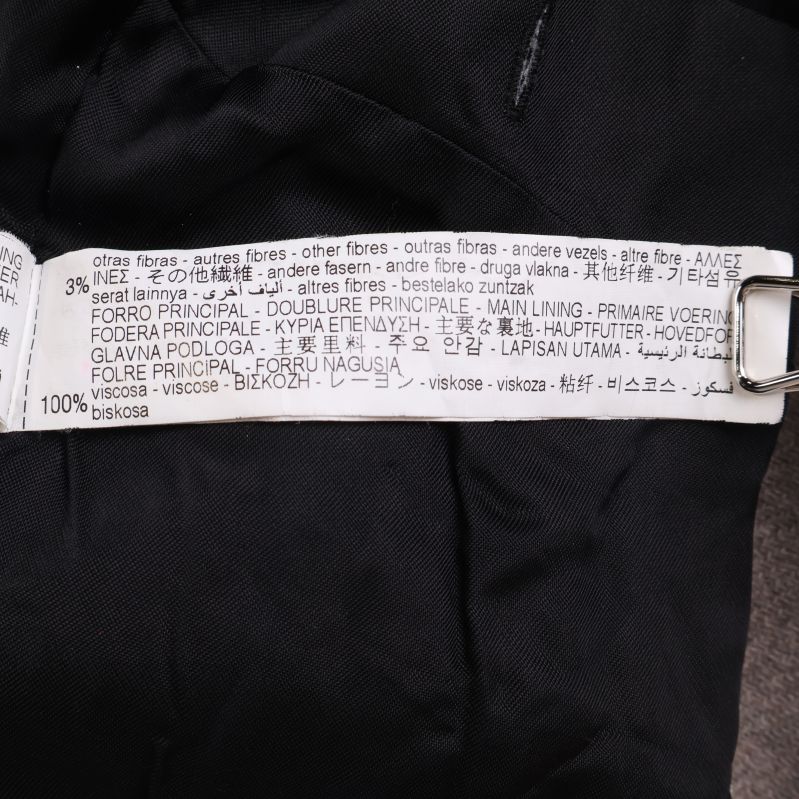 otras fibras - autres fibres - other fibres - outras fibras - andere vezels - altre fibre - ΑΛΛΕΣ
3% ΙΝΕΣ - その他繊維 - andere fasern - andre fibre - druga vlakna - 其他纤维 - 기타섬유
serat lainnya - ألياف أخرى - altres fibres - bestelako zuntzak
FORRO PRINCIPAL - DOUBLURE PRINCIPALE - MAIN LINING - PRIMAIRE VOERING
FODERA PRINCIPALE - ΚΥΡΙΑ ΕΠΕΝΔΥΣΗ - 主要な裏地 - HAUPTFUTTER - HOVEDFOR
GLAVNA PODLOGA - 主要里料 - 주요 안감 - LAPISAN UTAMA - البطانة الرئيسية
FOLRE PRINCIPAL - FORRU NAGUSIA
100% viscosa - viscose - ΒΙΣΚΟΖΗ - レーヨン - viskose - viskoza - 粘纤 - 비스코스 - فسكوز
biskosa